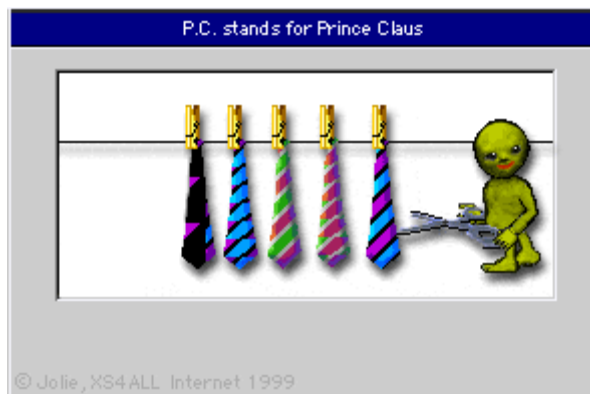 P.C. stands for Prince Claus
© Jolie, XS4ALL Internet 1999